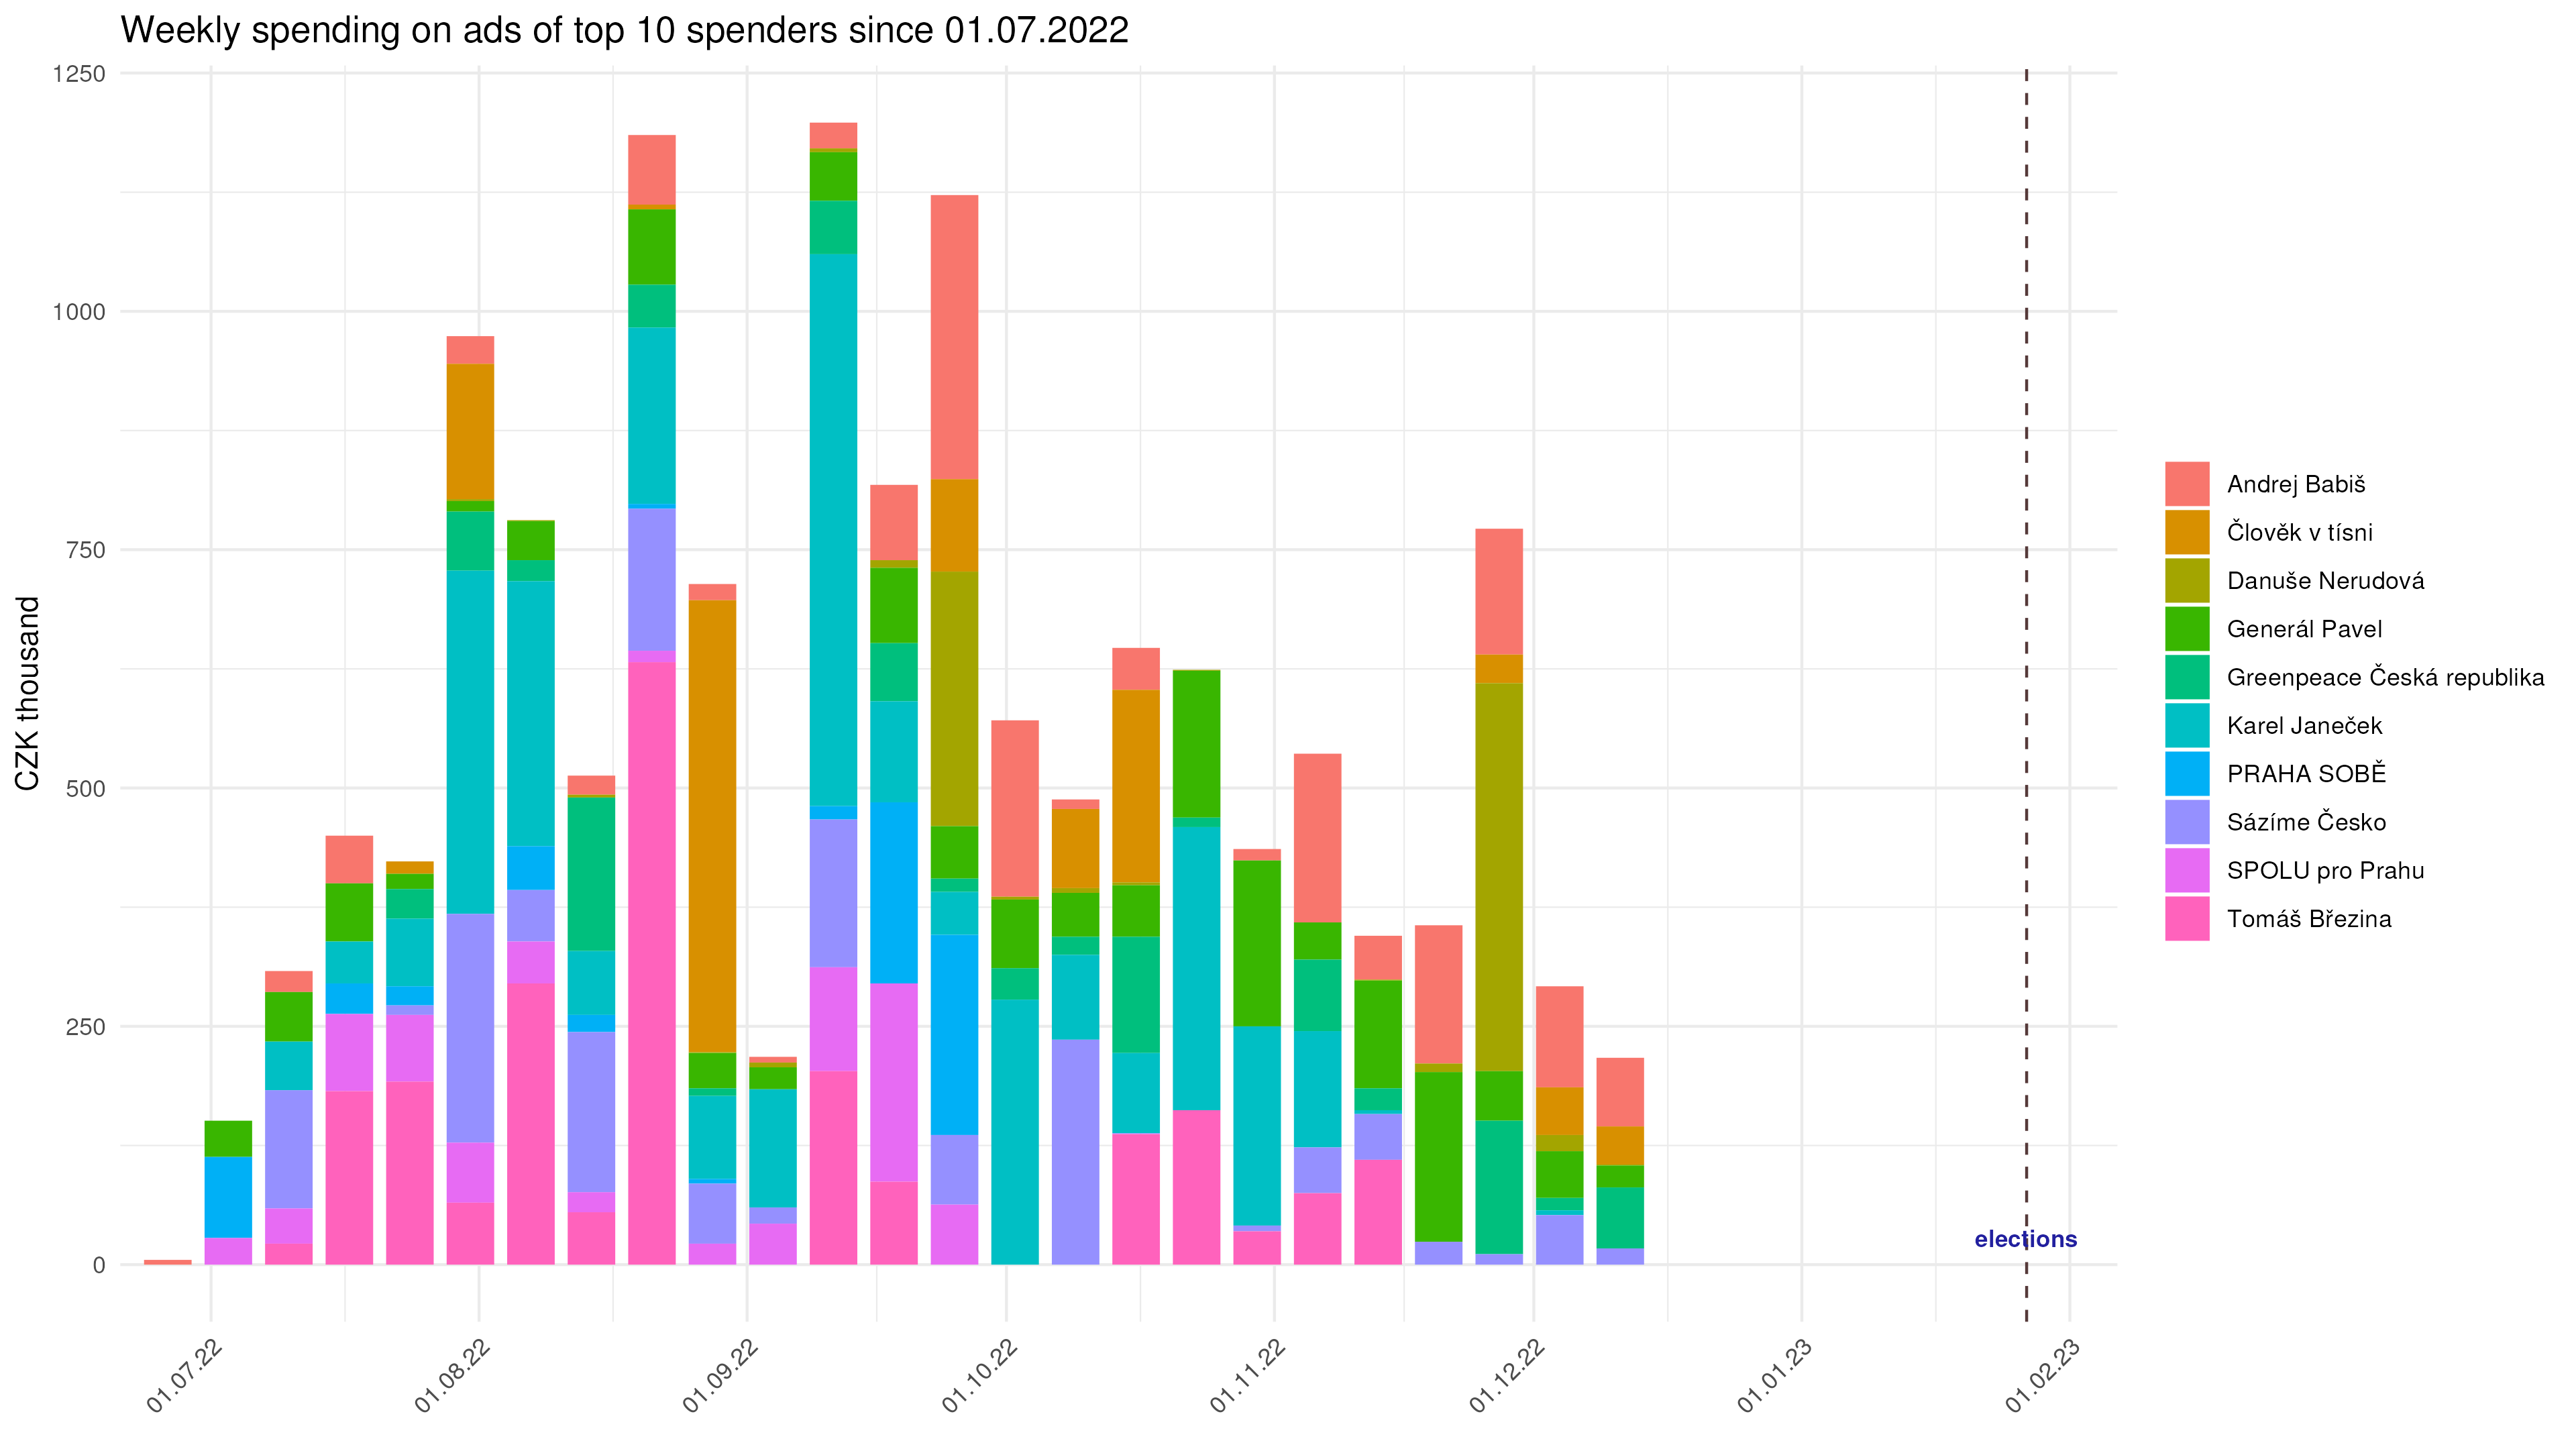 Weekly spending on ads of top 10 spenders since 01.07.2022
CZK thousand
1250
1000
750
500
250
0
01.07.22
01.08.22
01.09.22
01.10.22
01.11.22
01.12.22
01.01.23
01.02.23
elections
Andrej Babiš
Člověk v tísni
Danuše Nerudová
Generál Pavel
Greenpeace Česká republika
Karel Janeček
PRAHA SOBĚ
Sázíme Česko
SPOLU pro Prahu
Tomáš Březina